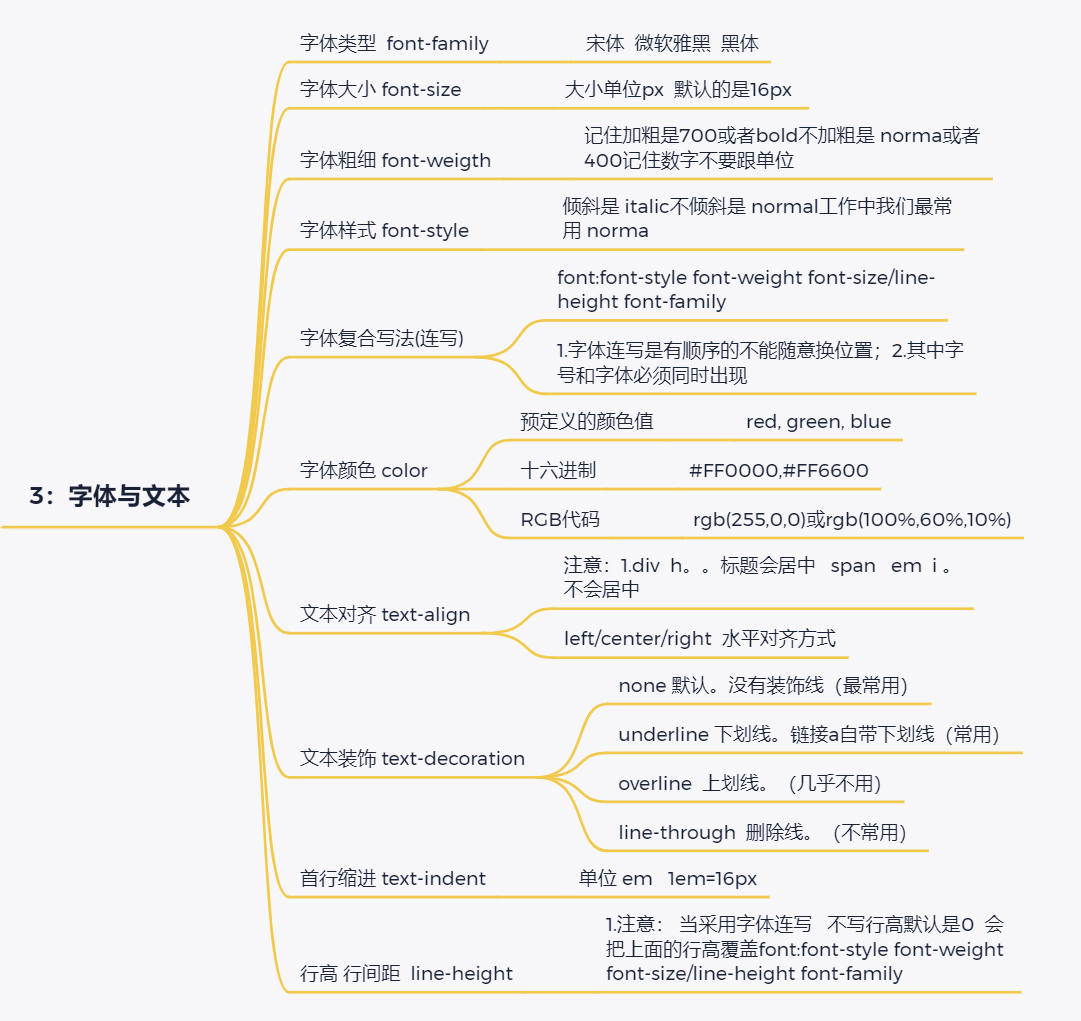 3：字体与文本
字体类型 font-family
宋体 微软雅黑 黑体
字体大小 font-size
大小单位px 默认的是16px
字体粗细 font-weigth
记住加粗是700或者bold不加粗是 norma或者
400记住数字不要跟单位
字体样式 font-style
倾斜是 italic不倾斜是 normal工作中我们最常
用 norma
字体复合写法(连写)
font:font-style font-weight font-size/line-
height font-family
1.字体连写是有顺序的不能随意换位置；2.其中字
号和字体必须同时出现
字体颜色 color
预定义的颜色值
red, green, blue
十六进制
#FF0000,#FF6600
RGB代码
rgb(255,0,0)或rgb(100%,60%,10%)
文本对齐 text-align
注意：1.div h。。标题会居中 span em i 。
不会居中
left/center/right 水平对齐方式
文本装饰 text-decoration
none 默认。没有装饰线（最常用）
underline 下划线。链接a自带下划线（常用）
overline 上划线。（几乎不用）
line-through 删除线。（不常用）
首行缩进 text-indent
单位 em 1em=16px
行高 行间距 line-height
1.注意： 当采用字体连写 不写行高默认是0 会
把上面的行高覆盖font:font-style font-weight
font-size/line-height font-family